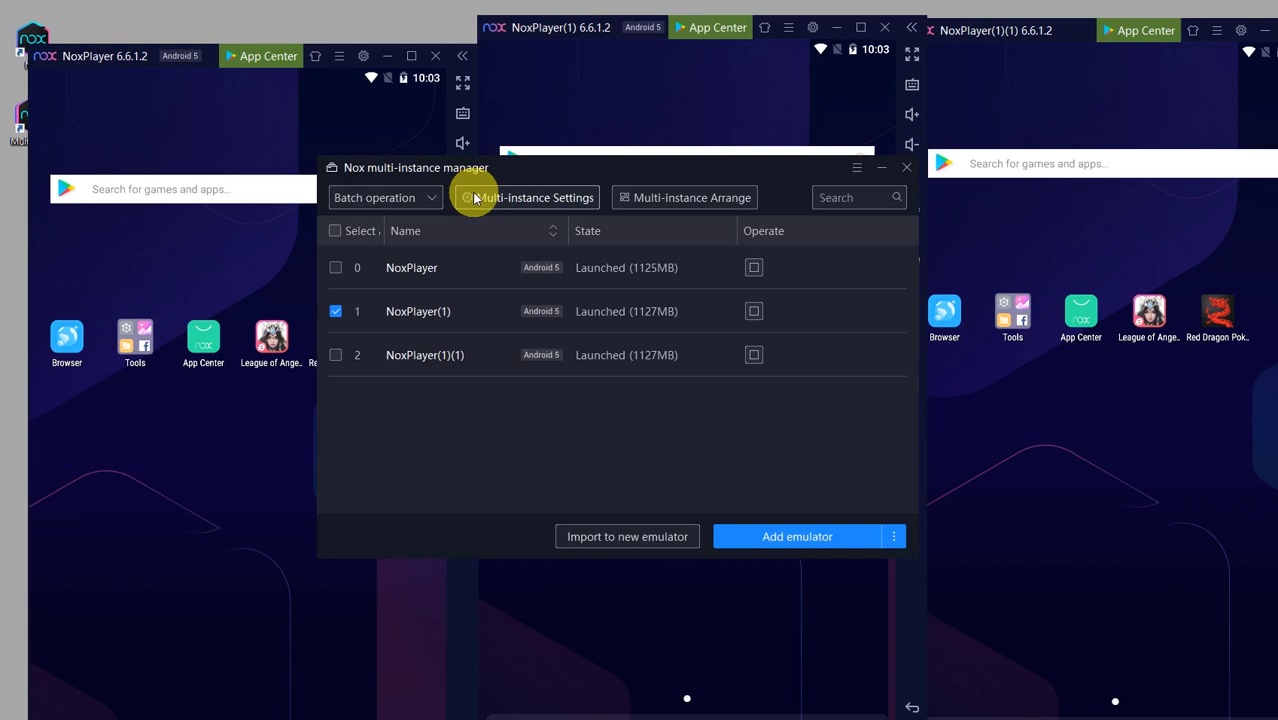 NoxPlayer 6.6.1.2 Android 5 App Center
10:03
Search for games and apps...
Browser
Tools
App Center
League of Ange..
NoxPlayer(1) 6.6.1.2 Android 5 App Center
10:03
NoxPlayer(1)(1) 6.6.1.2 App Center
Search for games and apps...
Browser
Tools
App Center
League of Ange..
Red Dragon Pok..
Nox multi-instance manager
Batch operation Multi-instance Settings Multi-instance Arrange Search
Select Name State Operate
0 NoxPlayer Android 5 Launched (1125MB)
1 NoxPlayer(1) Android 5 Launched (1127MB)
2 NoxPlayer(1)(1) Android 5 Launched (1127MB)
Import to new emulator Add emulator